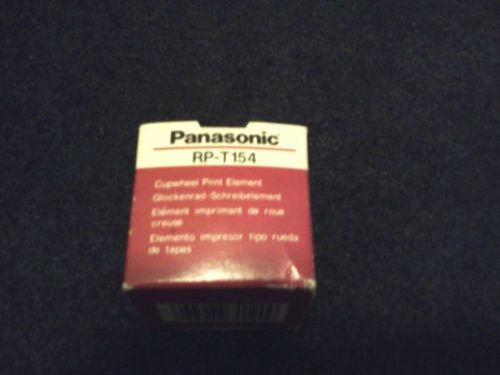 Panasonic
RP-T154
Cupwheel Print Element
Glockenrad-Schreibelement
Elément imprimant de roue
creuse
Elemento impresor tipo rueda
de tapas